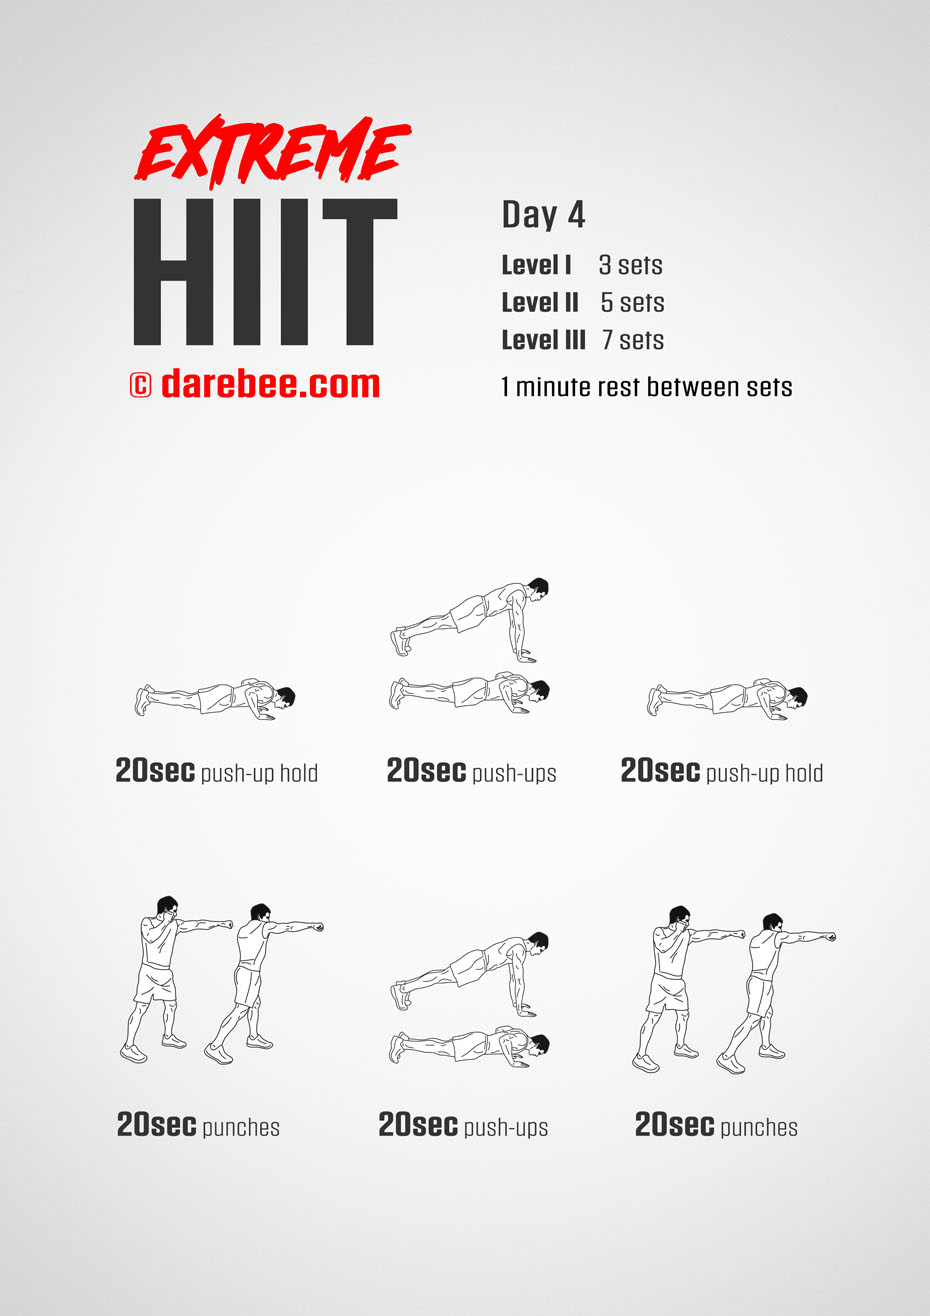 EXTREME
HIIT
© darebee.com
Day 4
Level I 3 sets
Level II 5 sets
Level III 7 sets
1 minute rest between sets
20sec push-up hold
20sec push-ups
20sec push-up hold
20sec punches
20sec push-ups
20sec punches